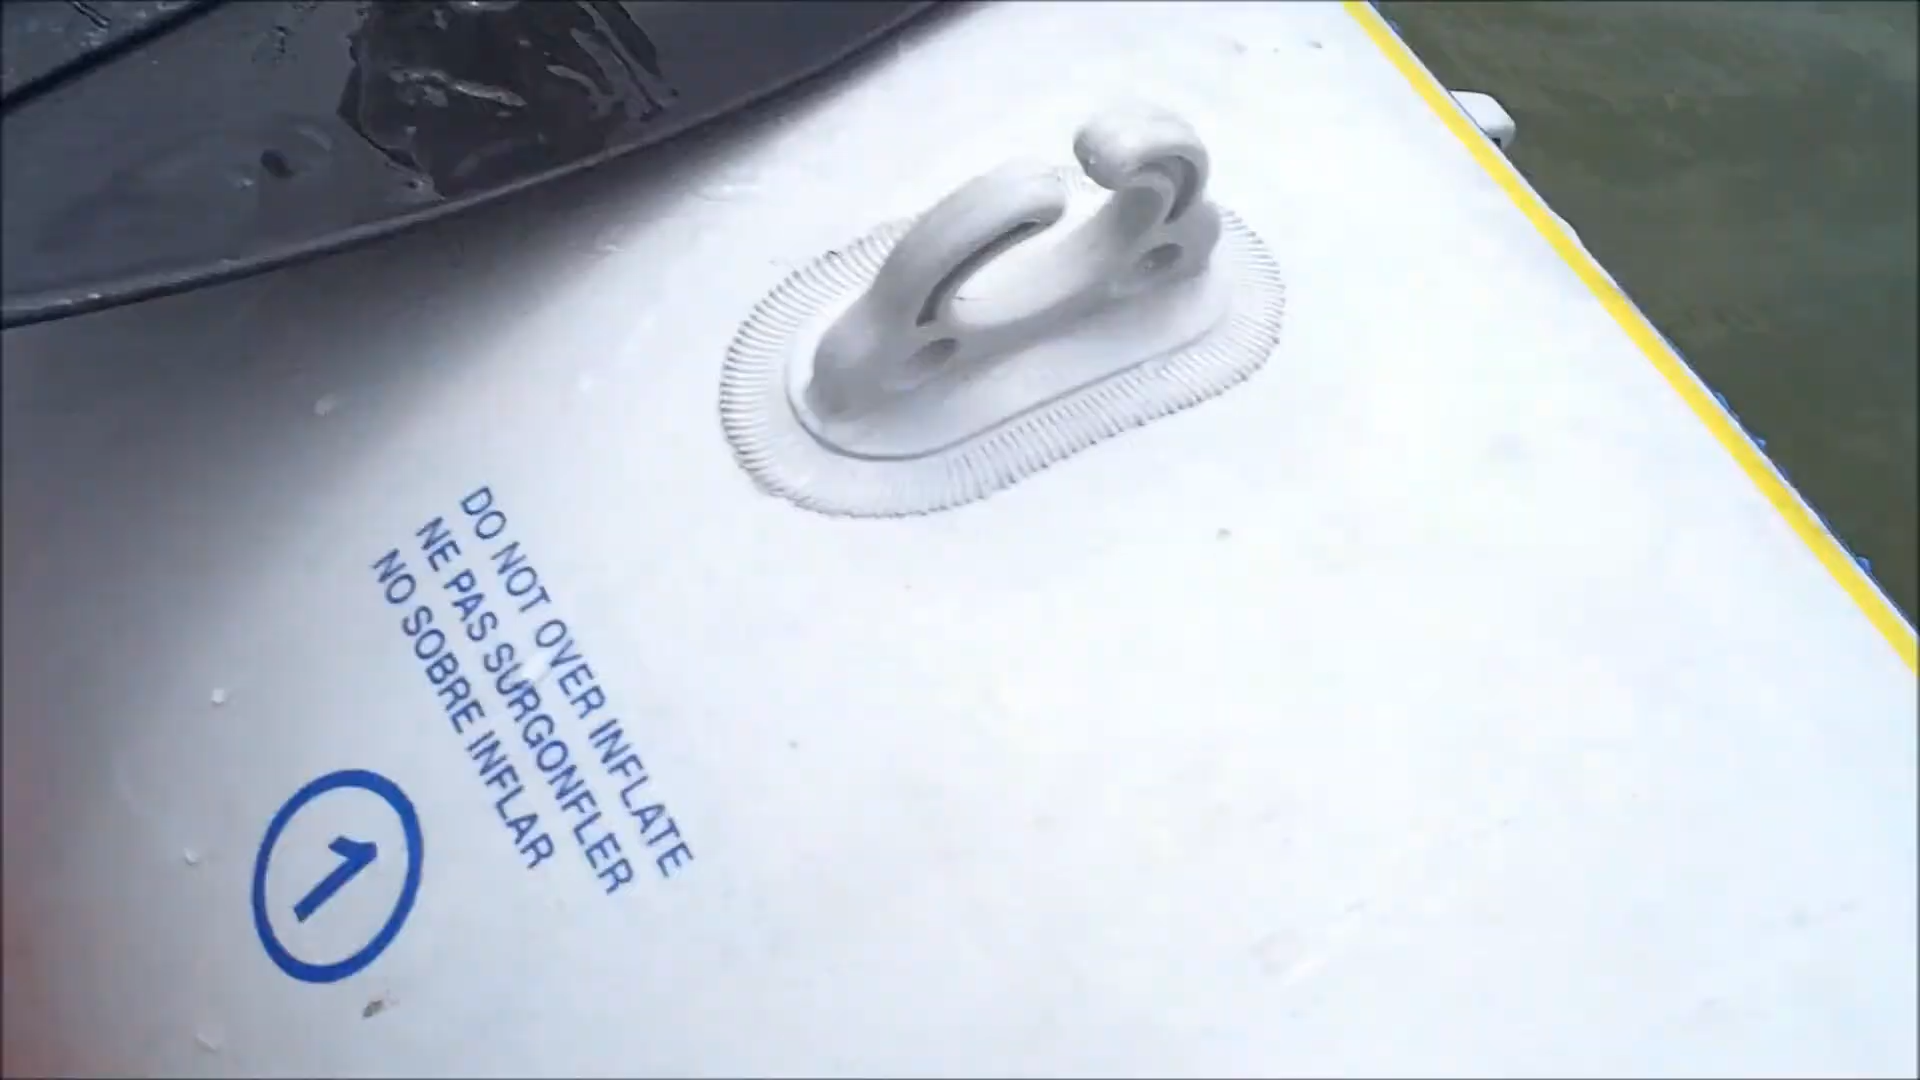 DO NOT OVER INFLATE
NE PAS SURGONFLER
NO SOBRE INFLAR
1